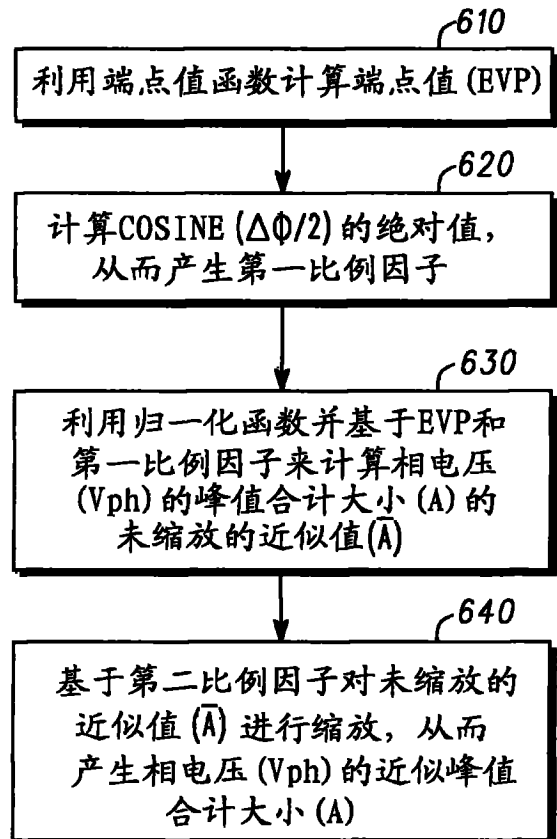 610
利用端点值函数计算端点值(EVP)
620
计算COSINE(ΔΦ/2)的绝对值,
从而产生第一比例因子
630
利用归一化函数并基于EVP和
第一比例因子来计算相电压
(Vph)的峰值合计大小(A)的
未缩放的近似值(A̅)
640
基于第二比例因子对未缩放的
近似值(A̅)进行缩放, 从而
产生相电压(Vph)的近似峰值
合计大小(A)